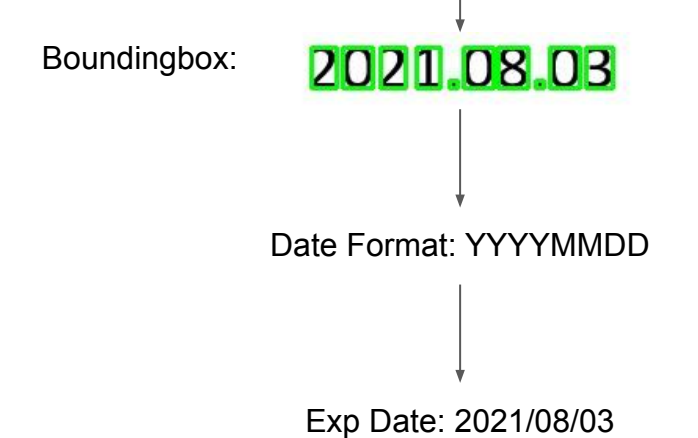 Boundingbox: 2021.08.03
Date Format: YYYYMMDD
Exp Date: 2021/08/03